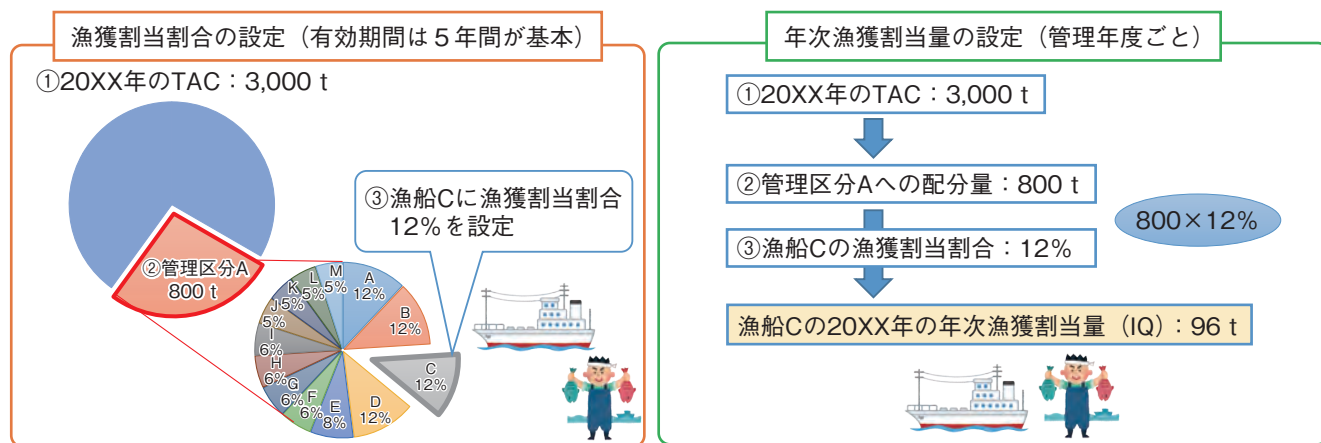 漁獲割当割合の設定（有効期間は５年間が基本）
①20XX年のTAC：3,000 t
②管理区分A
800 t
③漁船Cに漁獲割当割合
12％を設定
A
12%
B
12%
C
12%
D
12%
E
8%
F
6%
G
6%
H
6%
I
6%
J
5%
K
5%
L
5%
M
5%
年次漁獲割当量の設定（管理年度ごと）
①20XX年のTAC：3,000 t
②管理区分Aへの配分量：800 t
③漁船Cの漁獲割当割合：12％
800×12％
漁船Cの20XX年の年次漁獲割当量（IQ）：96 t